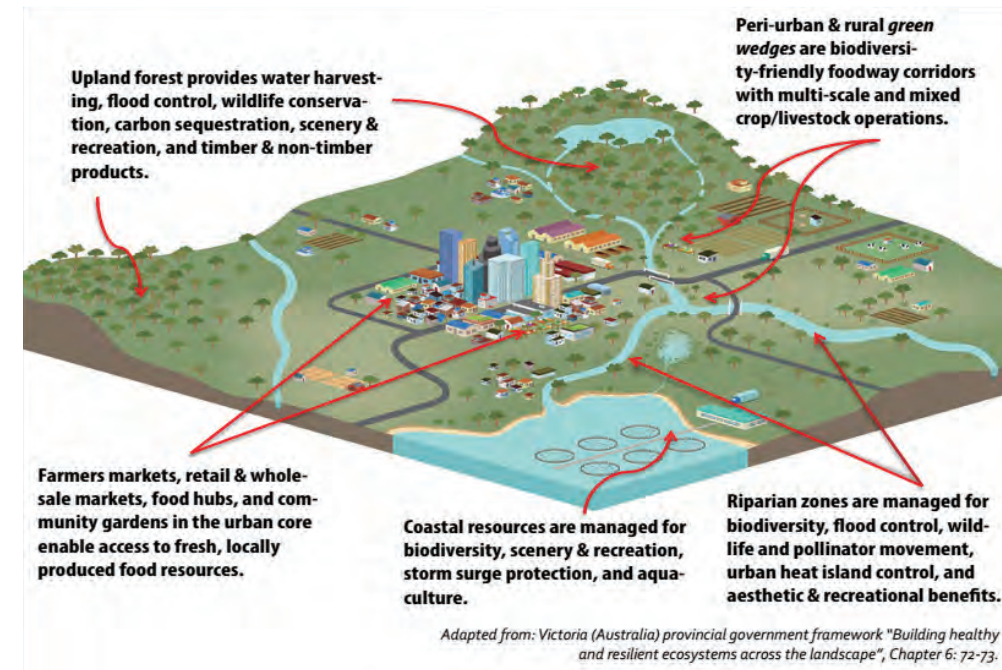 Upland forest provides water harvest-
ing, flood control, wildlife conserva-
tion, carbon sequestration, scenery &
recreation, and timber & non-timber
products.
Peri-urban & rural green
wedges are biodiversi-
ty-friendly foodway corridors
with multi-scale and mixed
crop/livestock operations.
Farmers markets, retail & whole-
sale markets, food hubs, and com-
munity gardens in the urban core
enable access to fresh, locally
produced food resources.
Coastal resources are managed for
biodiversity, scenery & recreation,
storm surge protection, and aqua-
culture.
Riparian zones are managed for
biodiversity, flood control, wild-
life and pollinator movement,
urban heat island control, and
aesthetic & recreational benefits.
Adapted from: Victoria (Australia) provincial government framework "Building healthy
and resilient ecosystems across the landscape", Chapter 6: 72-73.